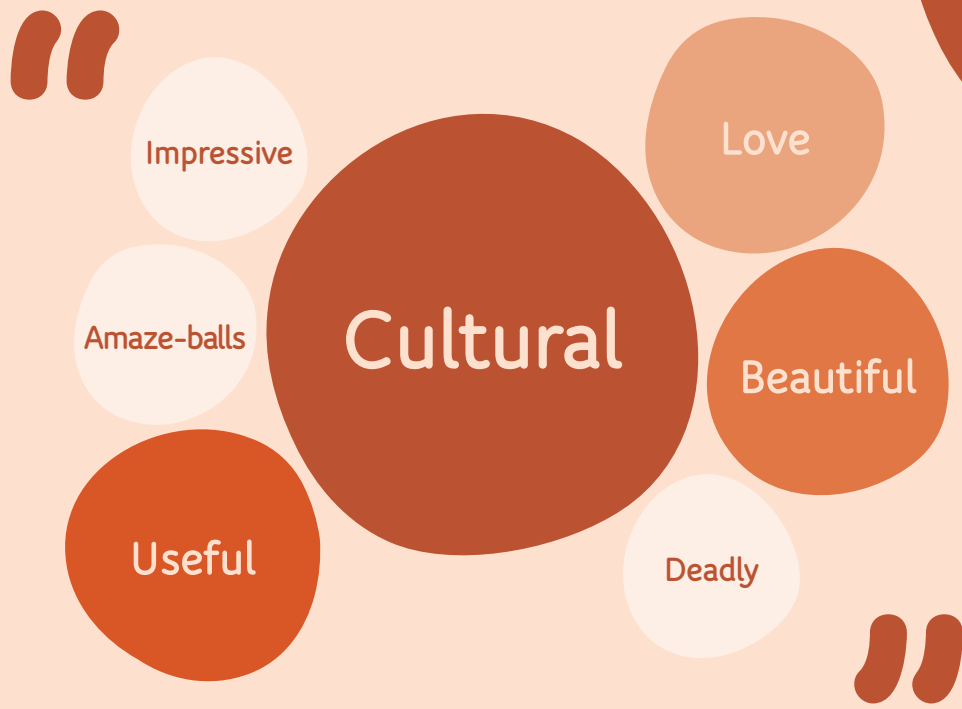 Impressive
Love
Amaze-balls
Cultural
Beautiful
Useful
Deadly